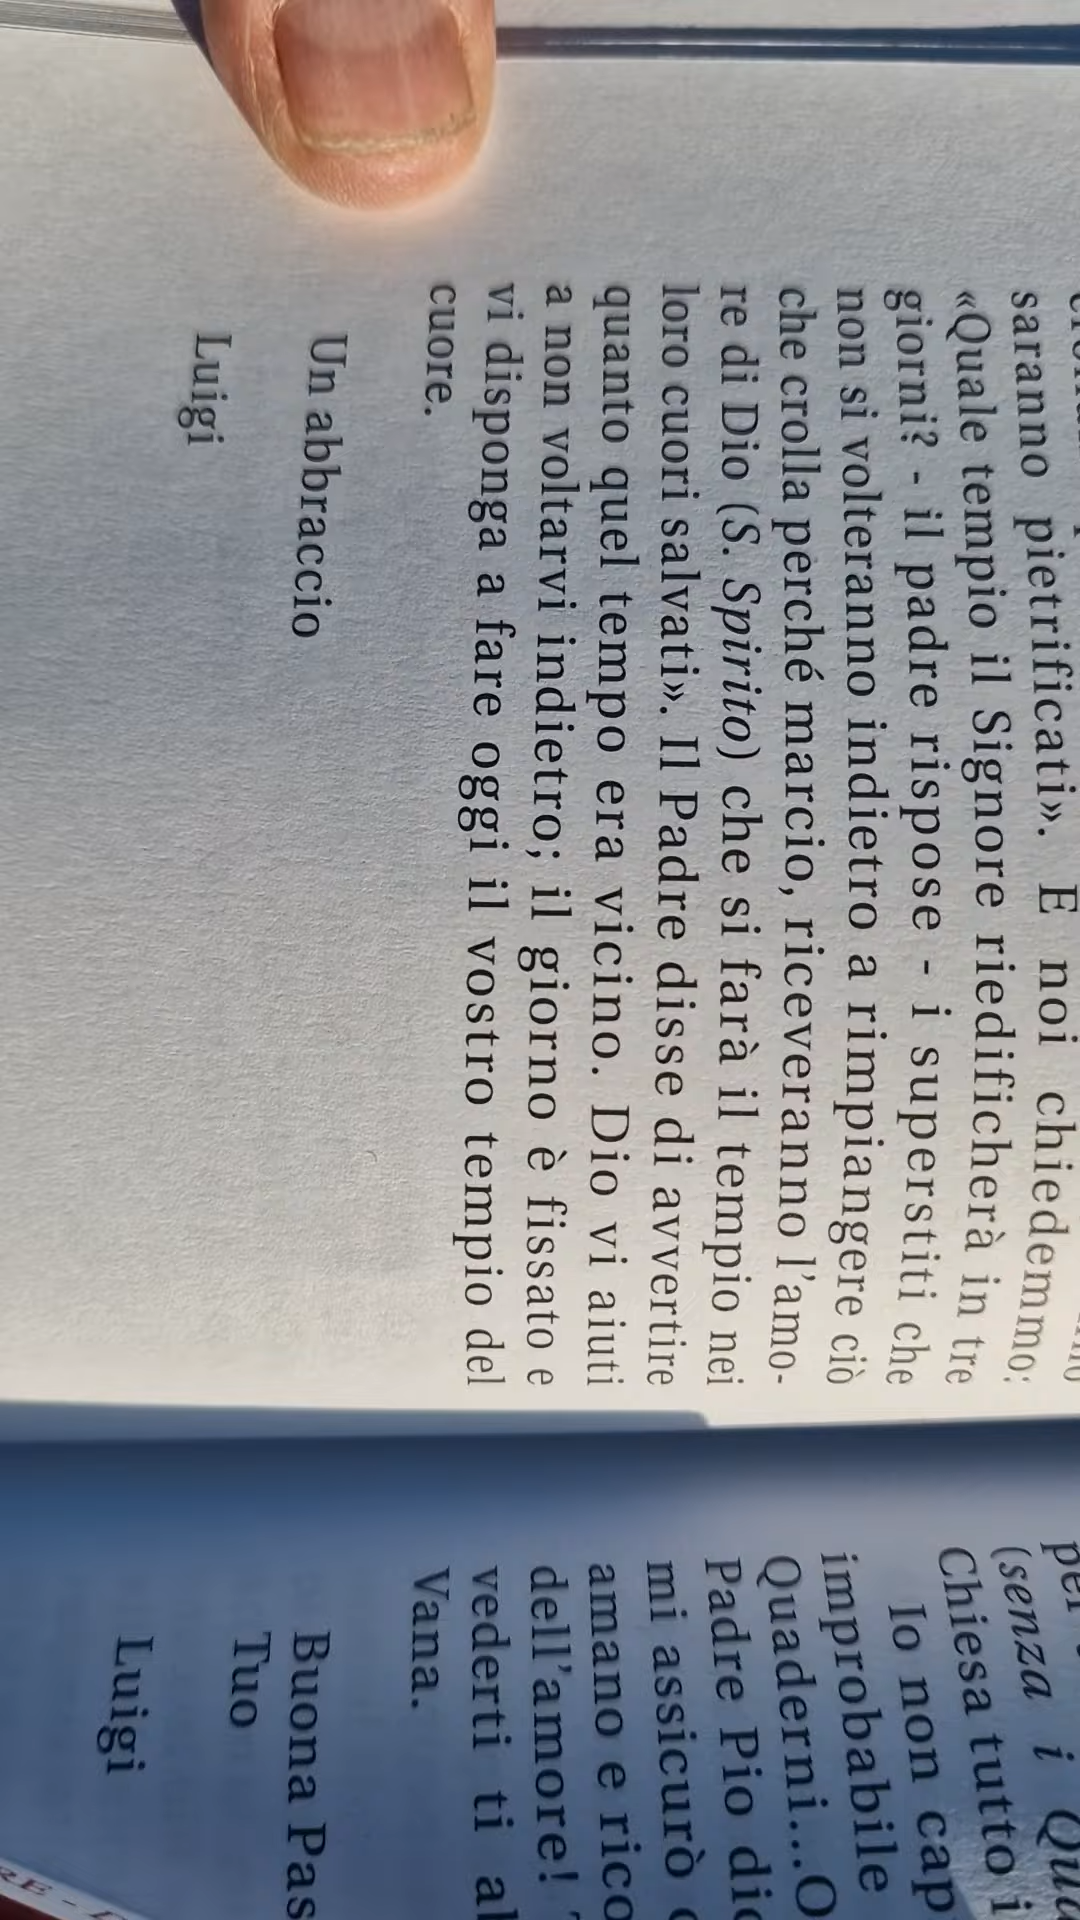 saranno pietrificati». E noi chiedemmo:
«Quale tempio il Signore riedificherà in tre
giorni? - il padre rispose - i superstiti che
non si volteranno indietro a rimpiangere ciò
che crolla perché marcio, riceveranno l'amo-
re di Dio (S. Spirito) che si farà il tempio nei
loro cuori salvati». Il Padre disse di avvertire
quanto quel tempo era vicino. Dio vi aiuti
a non voltarvi indietro; il giorno è fissato e
vi disponga a fare oggi il vostro tempio del
cuore.
Un abbraccio
Luigi
(senza i
Chiesa tutto i
Io non cap
improbabile
Quaderni...O
Padre Pio di
mi assicurò
amano e rico
dell'amore!
vederti ti al
Vana.
Buona Pas
Tuo
Luigi